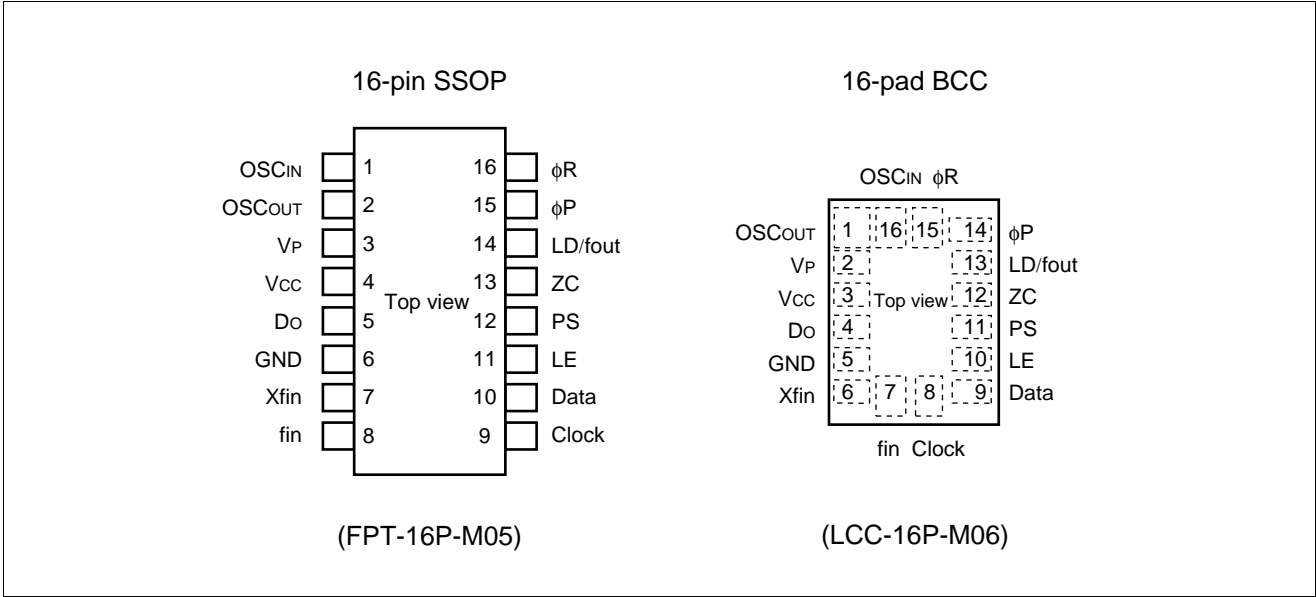 16-pin SSOP
OSCIN 1 16 ϕR
OSCOUT 2 15 ϕP
VP 3 14 LD/fout
VCC 4 13 ZC
Top view
DO 5 12 PS
GND 6 11 LE
Xfin 7 10 Data
fin 8 9 Clock
(FPT-16P-M05)
16-pad BCC
OSCIN ϕR
OSCOUT 1 16 15 14 ϕP
VP 2 13 LD/fout
VCC 3 Top view 12 ZC
DO 4 11 PS
GND 5 10 LE
Xfin 6 7 8 9 Data
fin Clock
(LCC-16P-M06)